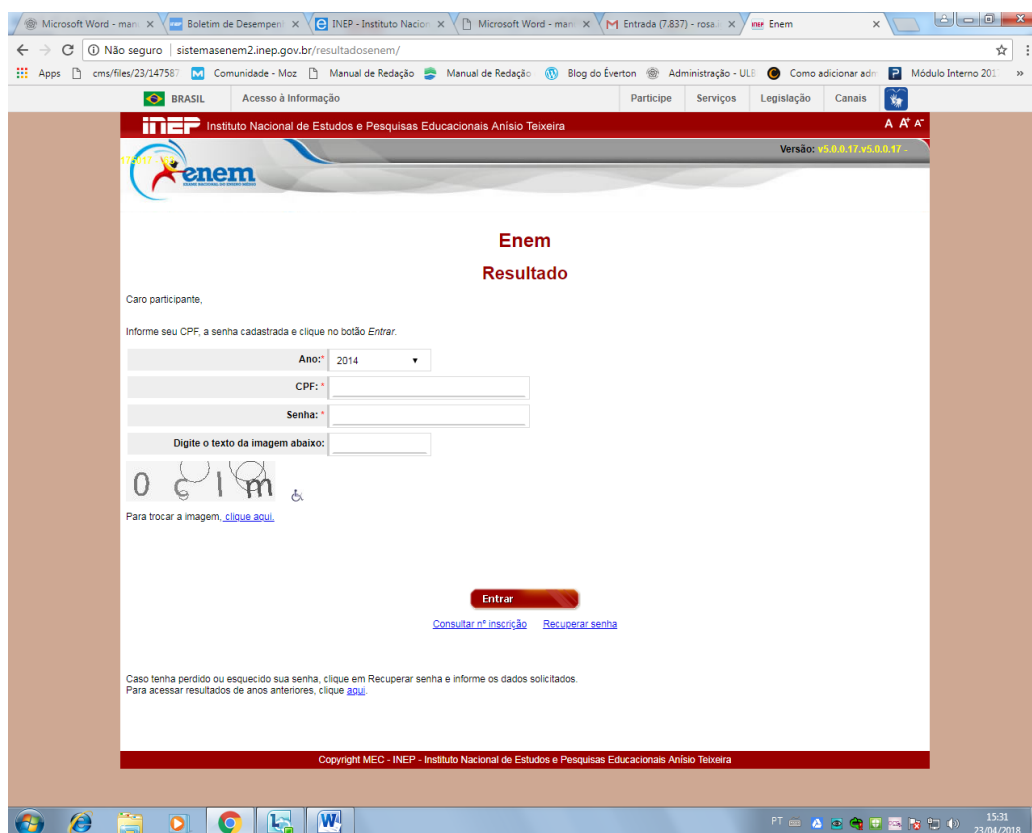 Microsoft Word - man
Boletim de Desempen
INEP - Instituto Nacion
Microsoft Word - man
Entrada (7.837) - rosa.i
Enem
Não seguro | sistemasenem2.inep.gov.br/resultadosenem/
Apps cms/files/23/147587 Comunidade - Moz Manual de Redação Manual de Redação Blog do Éverton Administração - ULB Como adicionar adm Módulo Interno 201 »
BRASIL Acesso à Informação Participe Serviços Legislação Canais
inep Instituto Nacional de Estudos e Pesquisas Educacionais Anísio Teixeira A A+ A-
Versão: v5.0.0.17.v5.0.0.17 -
enem
EXAME NACIONAL DO ENSINO MÉDIO
Enem
Resultado
Caro participante,
Informe seu CPF, a senha cadastrada e clique no botão Entrar.
Ano:* 2014
CPF: *
Senha: *
Digite o texto da imagem abaixo:
Para trocar a imagem, clique aqui.
Entrar
Consultar nº inscrição Recuperar senha
Caso tenha perdido ou esquecido sua senha, clique em Recuperar senha e informe os dados solicitados.
Para acessar resultados de anos anteriores, clique aqui.
Copyright MEC - INEP - Instituto Nacional de Estudos e Pesquisas Educacionais Anísio Teixeira
PT 15:31
23/04/2018